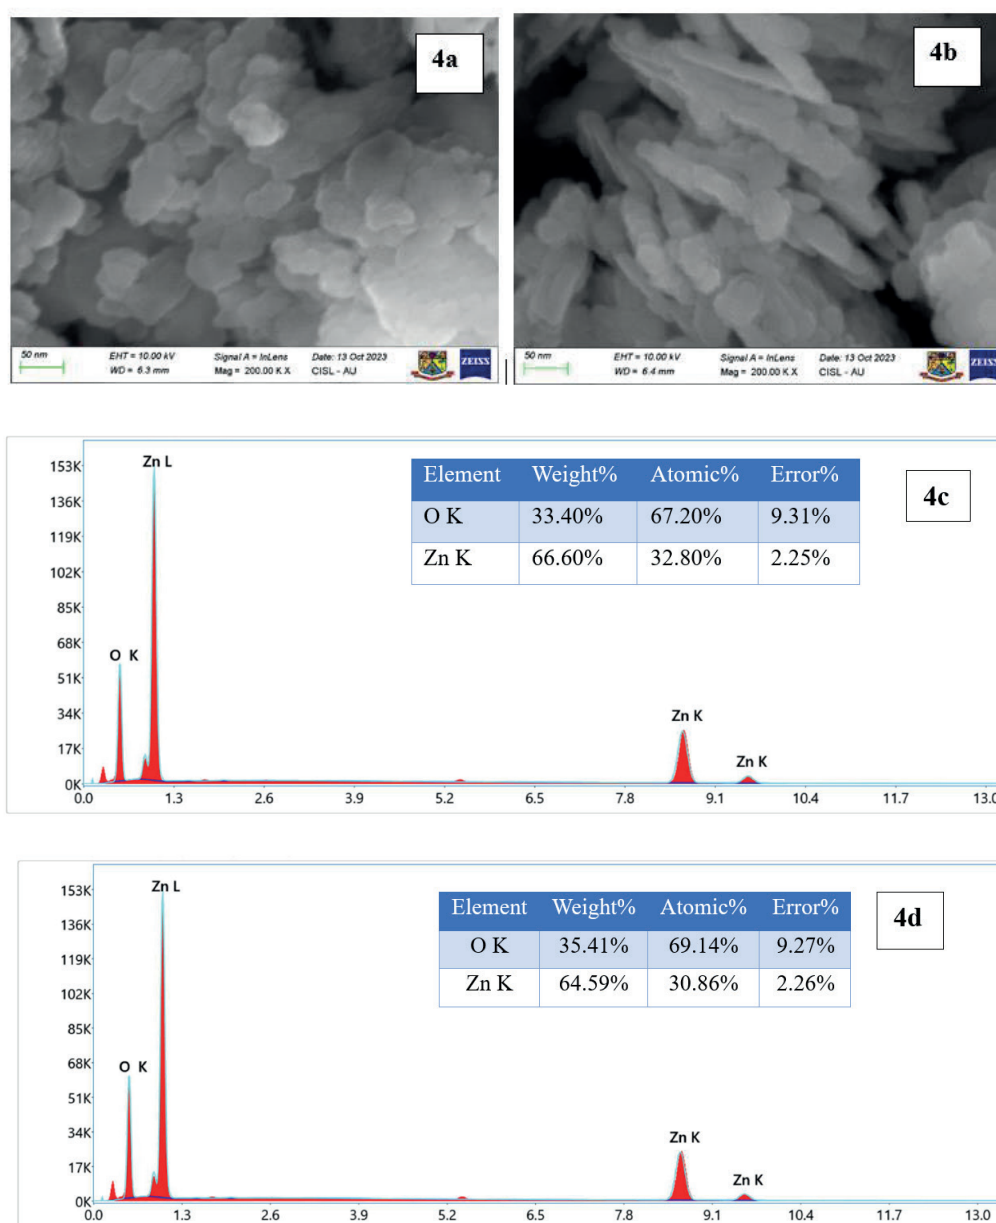 4a
4b
50 nm
EHT = 10.00 kV
Signal A = InLens
Date: 13 Oct 2023
WD = 6.3 mm
Mag = 200.00 K X
CISL - AU
ZEISS
50 nm
EHT = 10.00 kV
Signal A = InLens
Date: 13 Oct 2023
WD = 6.4 mm
Mag = 200.00 K X
CISL - AU
ZEISS
4c
Zn L
O K
Zn K
Zn K
153K
136K
119K
102K
85K
68K
51K
34K
17K
0K
0.0 1.3 2.6 3.9 5.2 6.5 7.8 9.1 10.4 11.7 13.0
Element Weight% Atomic% Error%
O K 33.40% 67.20% 9.31%
Zn K 66.60% 32.80% 2.25%
4d
Zn L
O K
Zn K
Zn K
153K
136K
119K
102K
85K
68K
51K
34K
17K
0K
0.0 1.3 2.6 3.9 5.2 6.5 7.8 9.1 10.4 11.7 13.0
Element Weight% Atomic% Error%
O K 35.41% 69.14% 9.27%
Zn K 64.59% 30.86% 2.26%